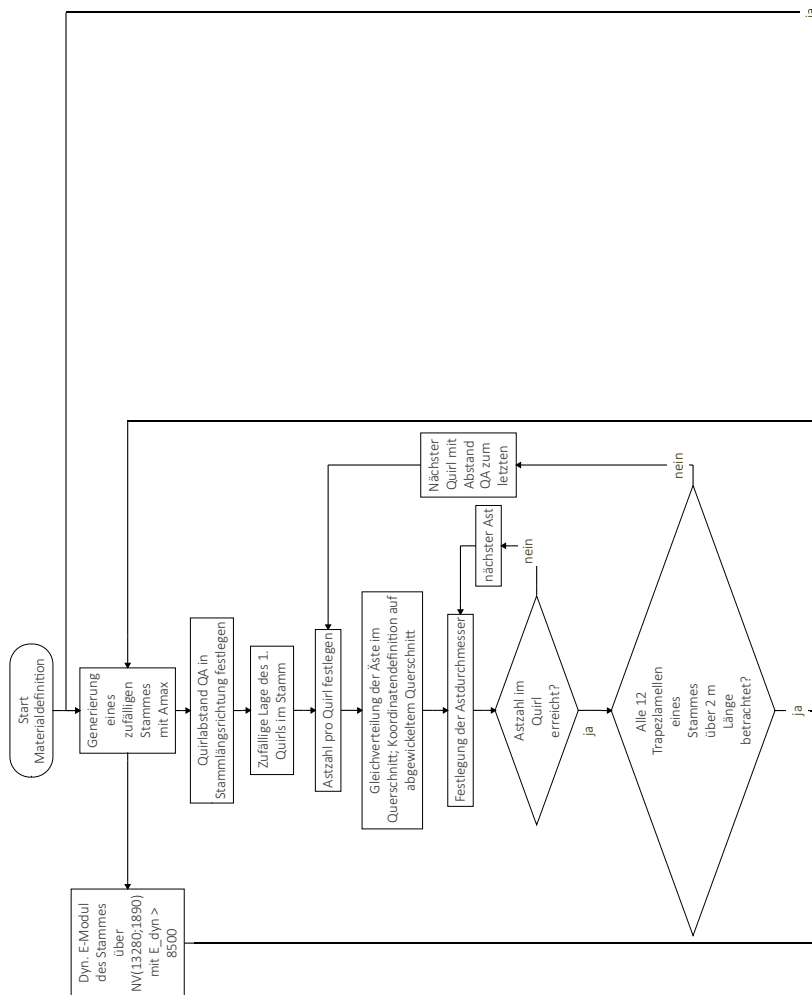 Start
Materialdefinition
Generierung
eines
zufälligen
Stammes
mit Amax
Dyn. E-Modul
des Stammes
über
NV(13280;1890)
mit E_dyn >
8500
Quirlabstand QA in
Stammlängsrichtung festlegen
Zufällige Lage des 1.
Quirls im Stamm
Astzahl pro Quirl festlegen
Gleichverteilung der Äste im
Querschnitt; Koordinatendefinition auf
abgewickeltem Querschnitt
Festlegung der Astdurchmesser
nächster Ast
Nächster
Quirl mit
Abstand
QA zum
letzten
Astzahl im
Quirl
erreicht?
nein
ja
Alle 12
Trapezlamellen
eines
Stammes
über 2 m
Länge
betrachtet?
nein
ja
ja